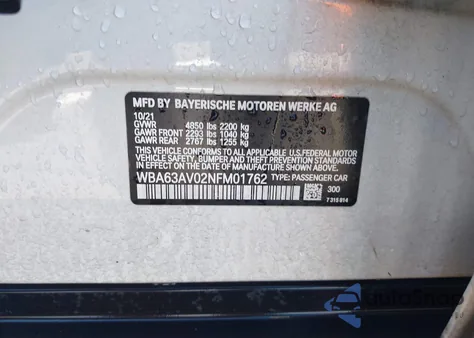 MFD BY BAYERISCHE MOTOREN WERKE AG
10/21
GVWR 4850 lbs 2200 kg
GAWR FRONT 2293 lbs 1040 kg
GAWR REAR 2767 lbs 1255 kg
THIS VEHICLE CONFORMS TO ALL APPLICABLE
U.S.FEDERAL MOTOR VEHICLE SAFETY, BUMPER,
AND THEFT PREVENTION STANDARDS IN EFFECT
ON THE DATE OF MANUFACTURE SHOWN ABOVE.
WBA63AV02NFM01762 TYPE: PASSENGER CAR
300
7 315 814